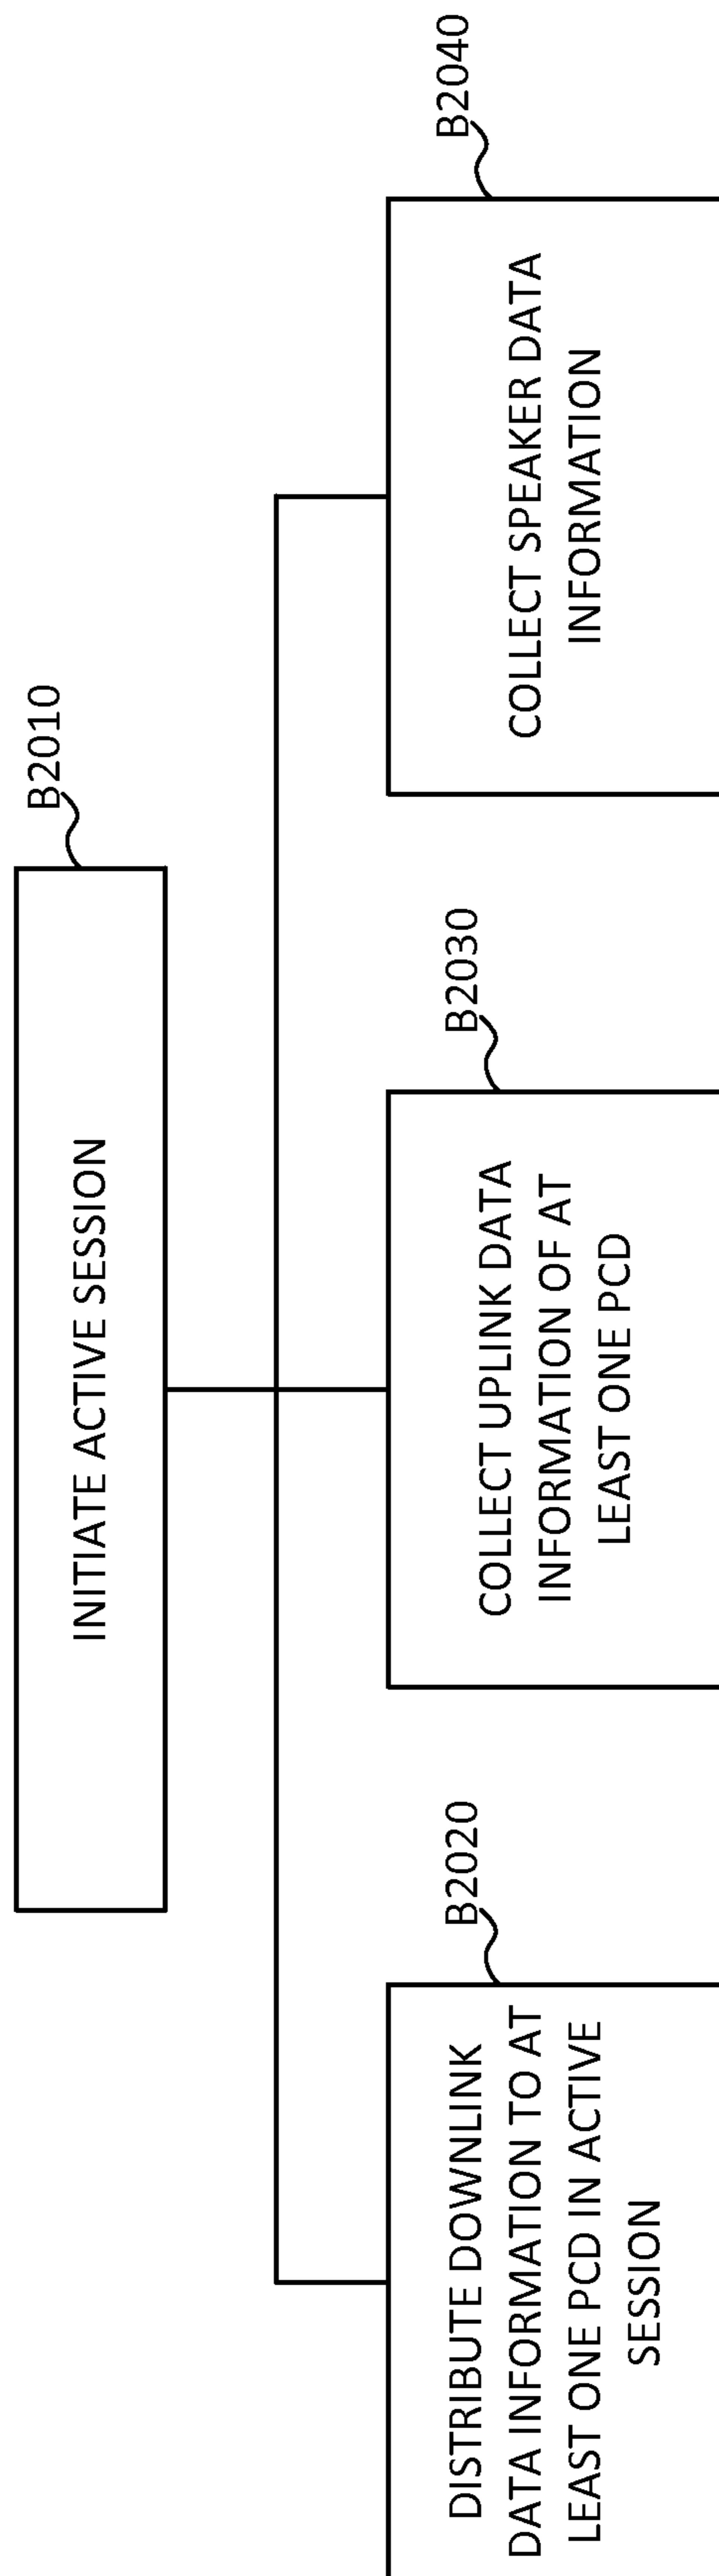 INITIATE ACTIVE SESSION
B2010
DISTRIBUTE DOWNLINK
DATA INFORMATION TO AT
LEAST ONE PCD IN ACTIVE
SESSION
B2020
COLLECT UPLINK DATA
INFORMATION OF AT
LEAST ONE PCD
B2030
COLLECT SPEAKER DATA
INFORMATION
B2040